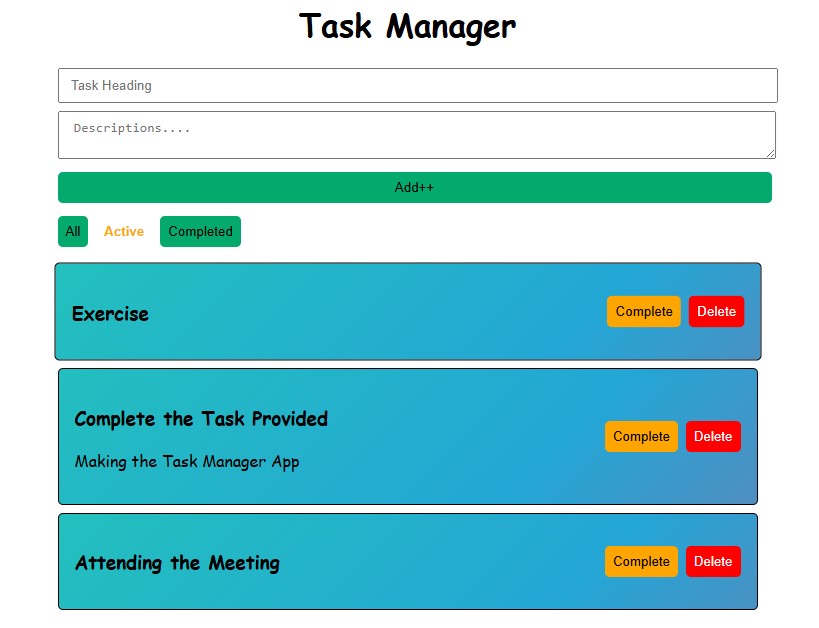 Task Manager
Task Heading
Descriptions....
Add++
All Active Completed
Exercise Complete Delete
Complete the Task Provided
Making the Task Manager App
Complete Delete
Attending the Meeting Complete Delete